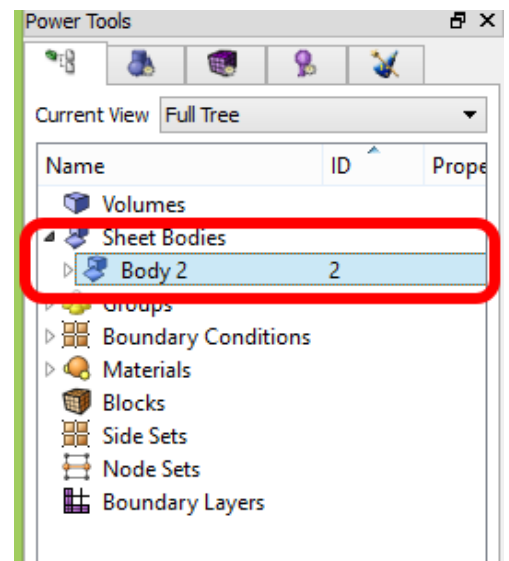 Power Tools
Current View Full Tree
Name ID Prope
Volumes
Sheet Bodies
Body 2 2
Groups
Boundary Conditions
Materials
Blocks
Side Sets
Node Sets
Boundary Layers